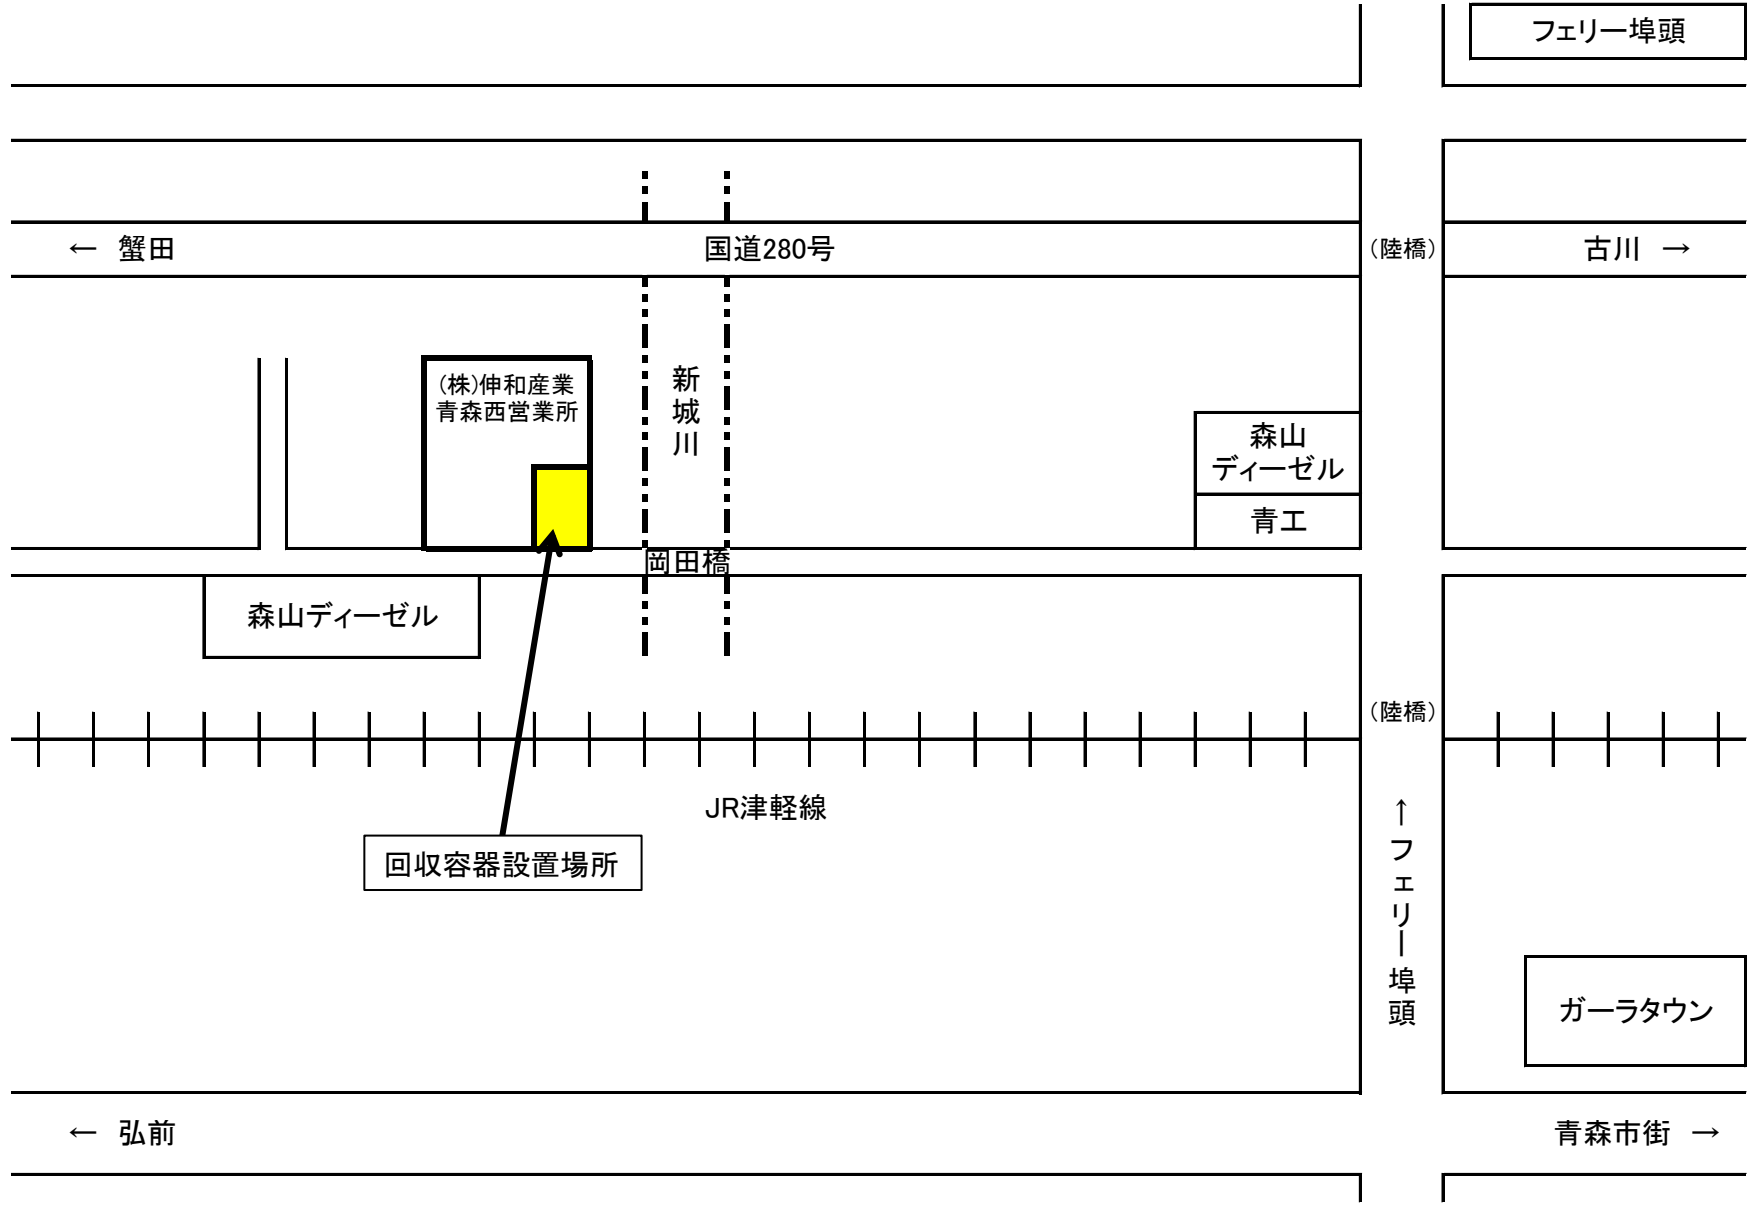 フェリー埠頭
← 蟹田
国道280号
（陸橋）
古川 →
(株)伸和産業
青森西営業所
新城川
森山
ディーゼル
青工
岡田橋
森山ディーゼル
（陸橋）
JR津軽線
↑フェリー埠頭
回収容器設置場所
ガーラタウン
← 弘前
青森市街 →